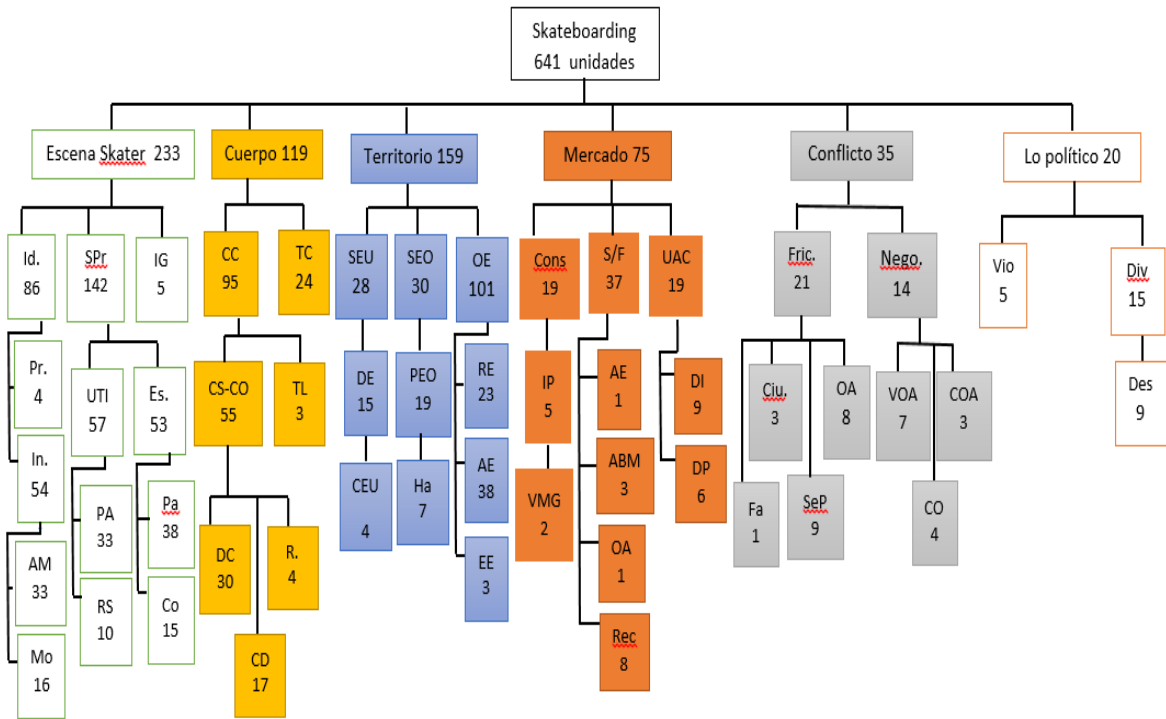 Skateboarding
641 unidades
Escena Skater 233
Cuerpo 119
Territorio 159
Mercado 75
Conflicto 35
Lo político 20
Id.
86
SPr
142
IG
5
CC
95
TC
24
SEU
28
SEO
30
OE
101
Cons
19
S/F
37
UAC
19
Fric.
21
Nego.
14
Vio
5
Div
15
Pr.
4
UTI
57
Es.
53
CS-CO
55
TL
3
DE
15
PEO
19
RE
23
IP
5
AE
1
DI
9
Ciu.
3
OA
8
VOA
7
COA
3
Des
9
In.
54
PA
33
Pa
38
DC
30
R.
4
CEU
4
Ha
7
AE
38
VMG
2
ABM
3
DP
6
Fa
1
SeP
9
CO
4
AM
33
RS
10
Co
15
CD
17
EE
3
OA
1
Mo
16
Rec
8